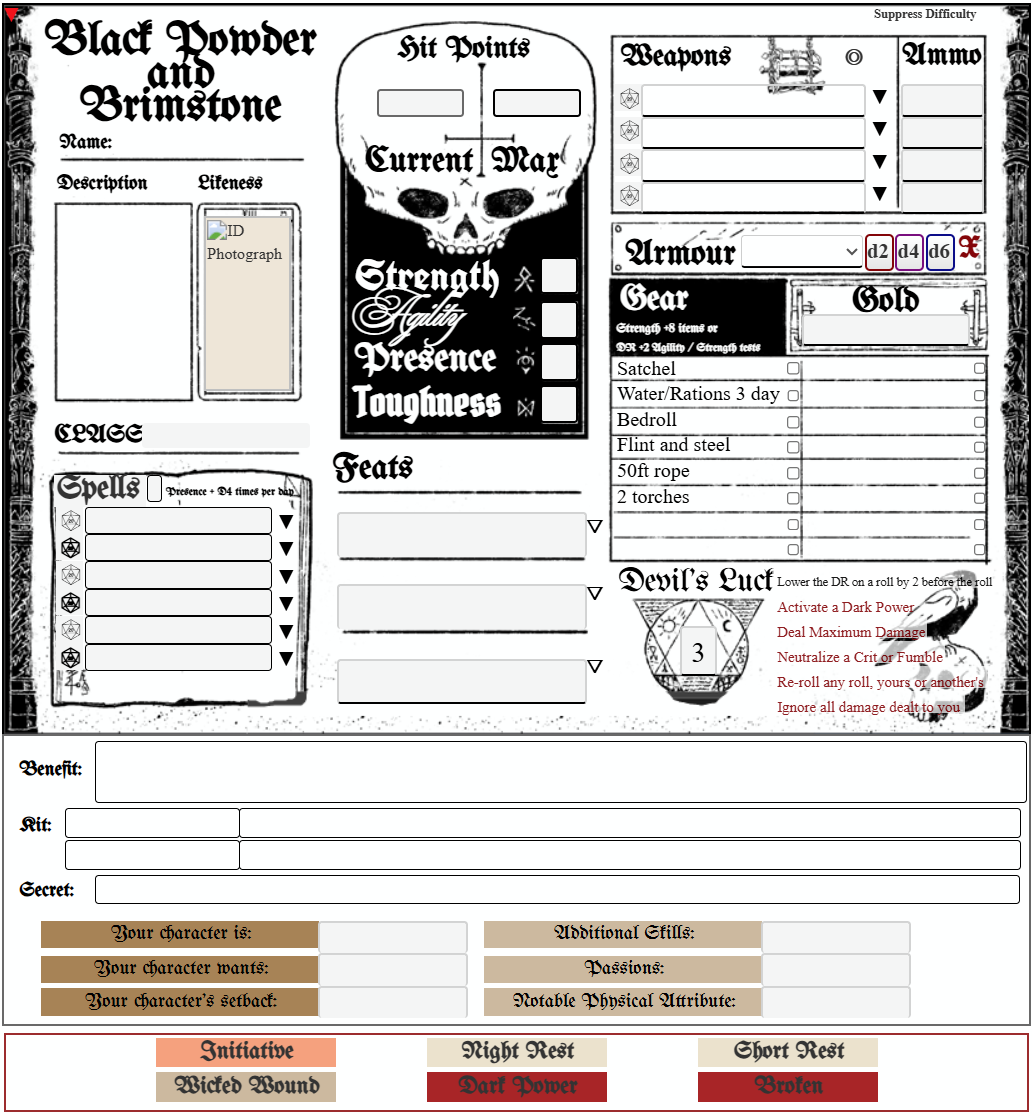 Suppress Difficulty
Black Powder
and
Brimstone
Name:
Description
Likeness
VIII
ID
Photograph
CLASS
Spells
Presence + D4 times per day
Hit Points
Current
Max
Strength
Agility
Presence
Toughness
Feats
Weapons
Ammo
Armour
d2
d4
d6
X
Gear
Strength +8 items or
DR +2 Agility / Strength tests
Gold
Satchel
Water/Rations 3 day
Bedroll
Flint and steel
50ft rope
2 torches
Devil's Luck
3
Lower the DR on a roll by 2 before the roll
Activate a Dark Power
Deal Maximum Damage
Neutralize a Crit or Fumble
Re-roll any roll, yours or another's
Ignore all damage dealt to you
Benefit:
Kit:
Secret:
Your character is:
Additional Skills:
Your character wants:
Passions:
Your character's setback:
Notable Physical Attribute:
Initiative
Night Rest
Short Rest
Wicked Wound
Dark Power
Broken